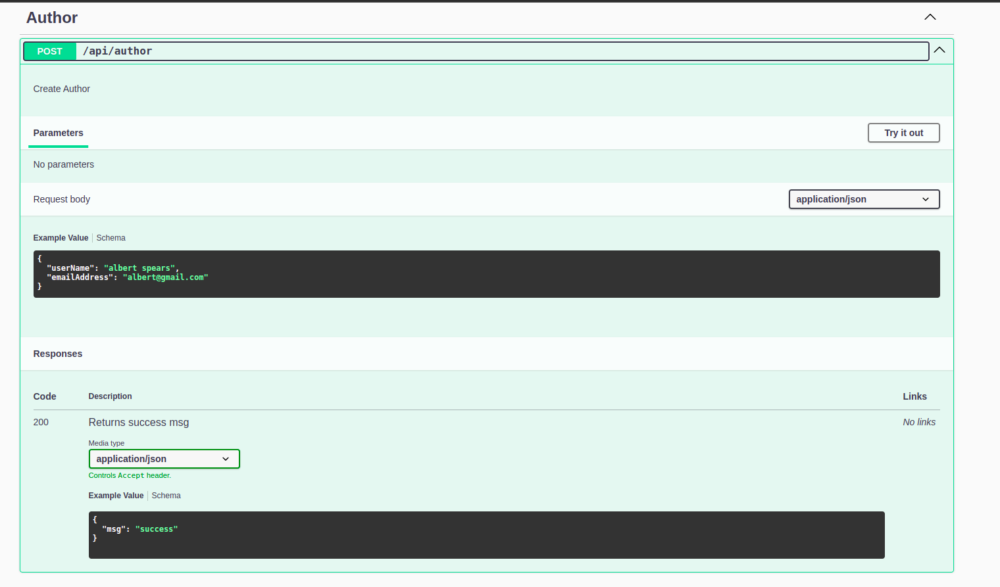 Author
POST /api/author
Create Author
Parameters
Try it out
No parameters
Request body
application/json
Example Value Schema
{
"userName": "albert spears",
"emailAddress": "albert@gmail.com"
}
Responses
Code Description Links
200 Returns success msg No links
Media type
application/json
Controls Accept header.
Example Value Schema
{
"msg": "success"
}